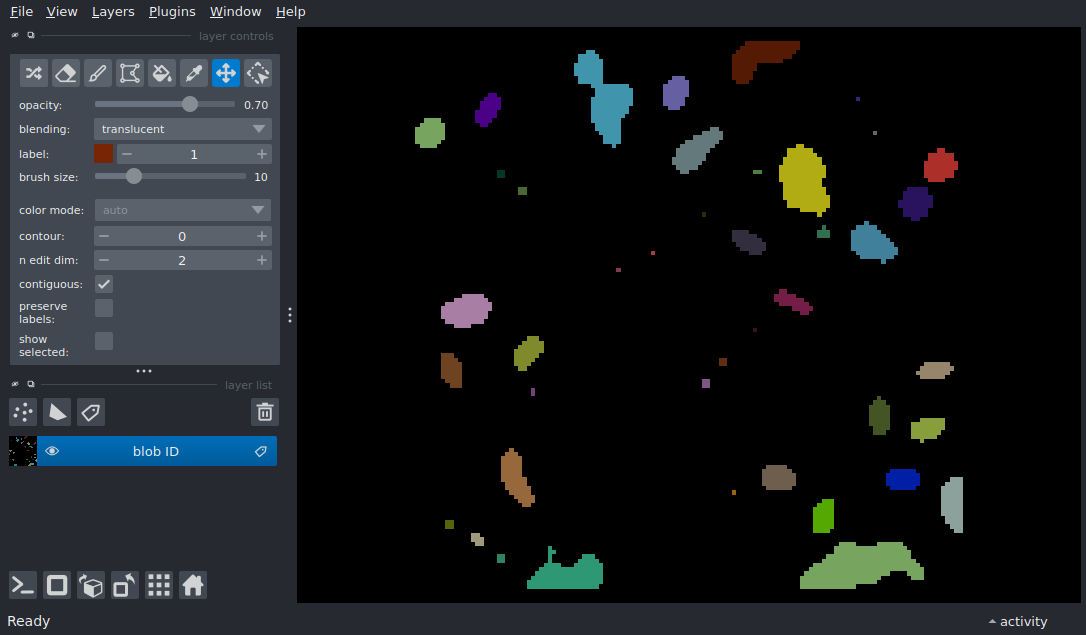 File View Layers Plugins Window Help
layer controls
opacity: 0.70
blending: translucent
label: 1
brush size: 10
color mode: auto
contour: 0
n edit dim: 2
contiguous:
preserve
labels:
show
selected:
layer list
blob ID
Ready
activity